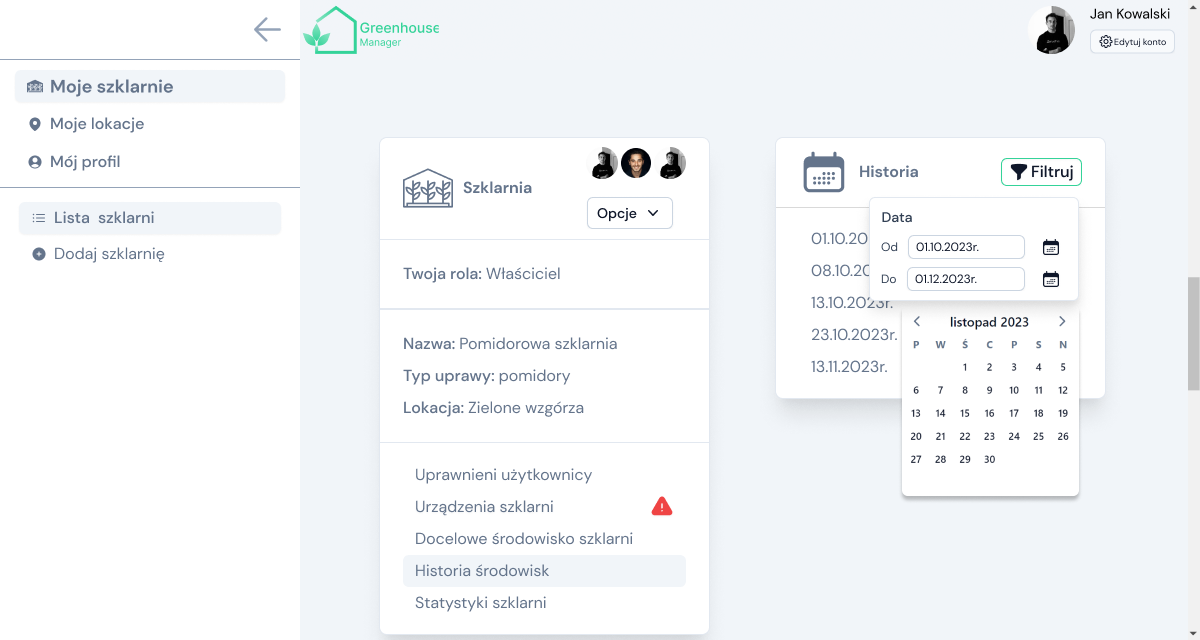 Greenhouse
Manager
Jan Kowalski
Edytuj konto
Moje szklarnie
Moje lokacje
Mój profil
Lista szklarni
Dodaj szklarnię
Szklarnia
Opcje
Twoja rola: Właściciel
Nazwa: Pomidorowa szklarnia
Typ uprawy: pomidory
Lokacja: Zielone wzgórza
Uprawnieni użytkownicy
Urządzenia szklarni
Docelowe środowisko szklarni
Historia środowisk
Statystyki szklarni
Historia
Filtruj
Data
Od 01.10.2023r.
Do 01.12.2023r.
01.10.20
08.10.20
13.10.2023r.
23.10.2023r.
13.11.2023r.
listopad 2023
P W Ś C P S N
1 2 3 4 5
6 7 8 9 10 11 12
13 14 15 16 17 18 19
20 21 22 23 24 25 26
27 28 29 30